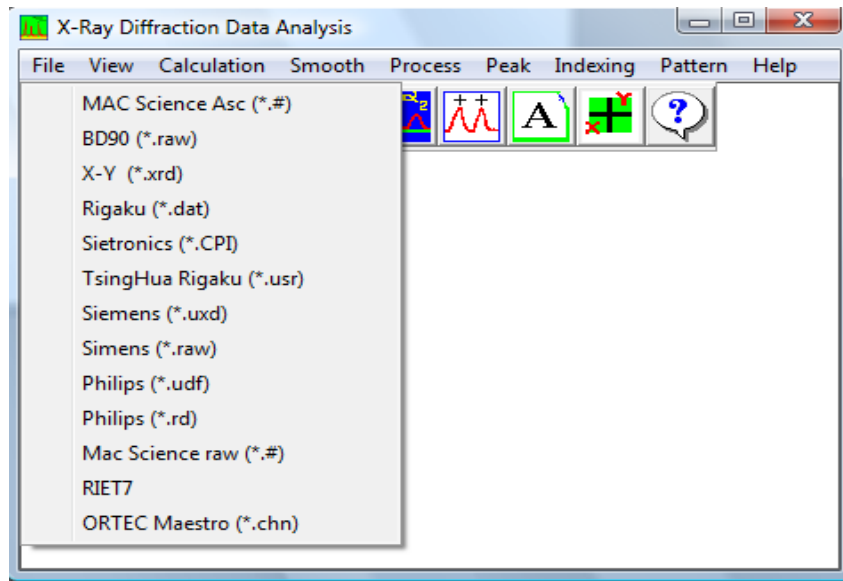 X-Ray Diffraction Data Analysis
File View Calculation Smooth Process Peak Indexing Pattern Help
MAC Science Asc (*.#)
BD90 (*.raw)
X-Y (*.xrd)
Rigaku (*.dat)
Sietronics (*.CPI)
TsingHua Rigaku (*.usr)
Siemens (*.uxd)
Simens (*.raw)
Philips (*.udf)
Philips (*.rd)
Mac Science raw (*.#)
RIET7
ORTEC Maestro (*.chn)
α2
A
X Y
?